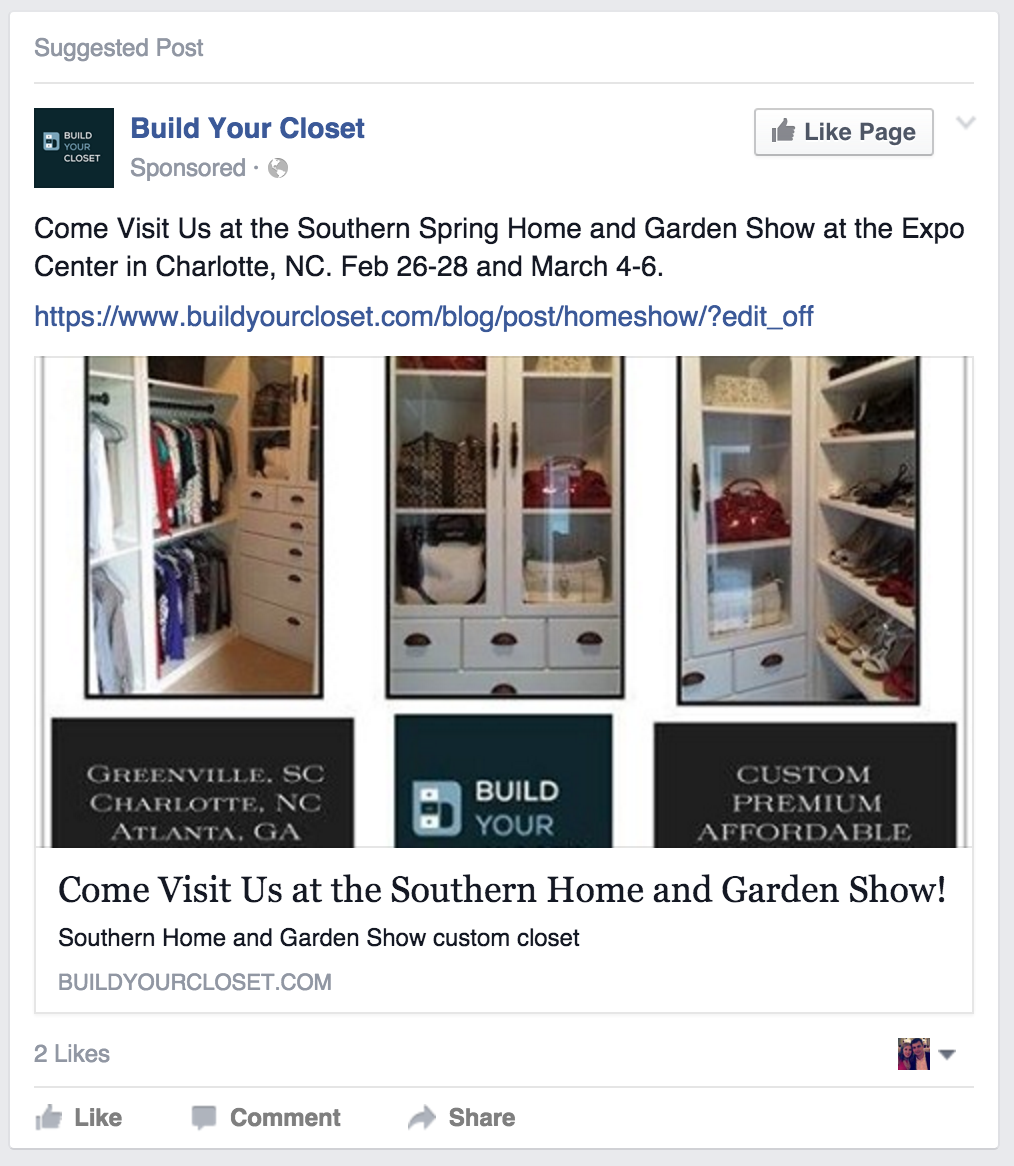 Suggested Post
BUILD
YOUR
CLOSET
Build Your Closet
Like Page
Sponsored ·
Come Visit Us at the Southern Spring Home and Garden Show at the Expo
Center in Charlotte, NC. Feb 26-28 and March 4-6.
https://www.buildyourcloset.com/blog/post/homeshow/?edit_off
GREENVILLE, SC
CHARLOTTE, NC
ATLANTA, GA
BUILD
YOUR
CUSTOM
PREMIUM
AFFORDABLE
Come Visit Us at the Southern Home and Garden Show!
Southern Home and Garden Show custom closet
BUILDYOURCLOSET.COM
2 Likes
Like Comment Share